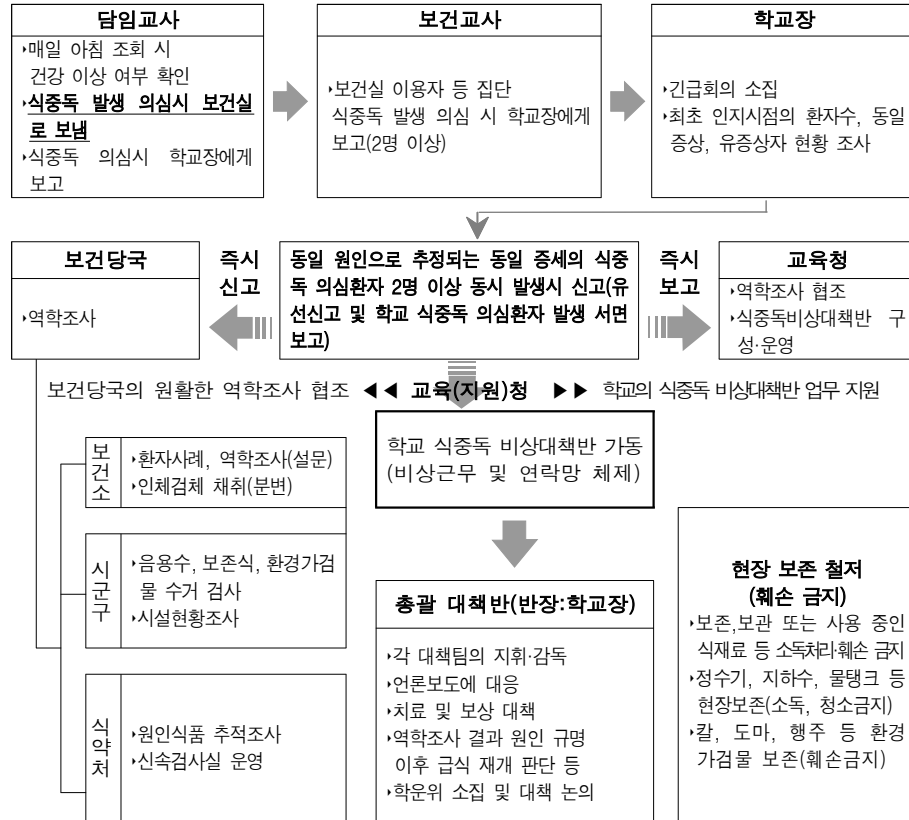 담임교사
‣매일 아침 조회 시
건강 이상 여부 확인
‣식중독 발생 의심시 보건실
로 보냄
‣식중독 의심시 학교장에게
보고
보건교사
‣보건실 이용자 등 집단
식중독 발생 의심 시 학교장에게
보고(2명 이상)
학교장
‣긴급회의 소집
‣최초 인지시점의 환자수, 동일
증상, 유증상자 현황 조사
보건당국
‣역학조사
즉시
신고
동일 원인으로 추정되는 동일 증세의 식중
독 의심환자 2명 이상 동시 발생시 신고(유
선신고 및 학교 식중독 의심환자 발생 서면
보고)
즉시
보고
교육청
‣역학조사 협조
‣식중독비상대책반 구
성·운영
보건당국의 원활한 역학조사 협조 ◀◀ 교육(지원)청 ▶▶ 학교의 식중독 비상대책반 업무 지원
보건소
‣환자사례, 역학조사(설문)
‣인체검체 채취(분변)
시군구
‣음용수, 보존식, 환경가검
물 수거 검사
‣시설현황조사
식약처
‣원인식품 추적조사
‣신속검사실 운영
학교 식중독 비상대책반 가동
(비상근무 및 연락망 체제)
총괄 대책반(반장:학교장)
‣각 대책팀의 지휘·감독
‣언론보도에 대응
‣치료 및 보상 대책
‣역학조사 결과 원인 규명
이후 급식 재개 판단 등
‣학운위 소집 및 대책 논의
현장 보존 철저
(훼손 금지)
‣보존,보관 또는 사용 중인
식재료 등 소독처리·훼손 금지
‣정수기, 지하수, 물탱크 등
현장보존(소독, 청소금지)
‣칼, 도마, 행주 등 환경
가검물 보존(훼손금지)